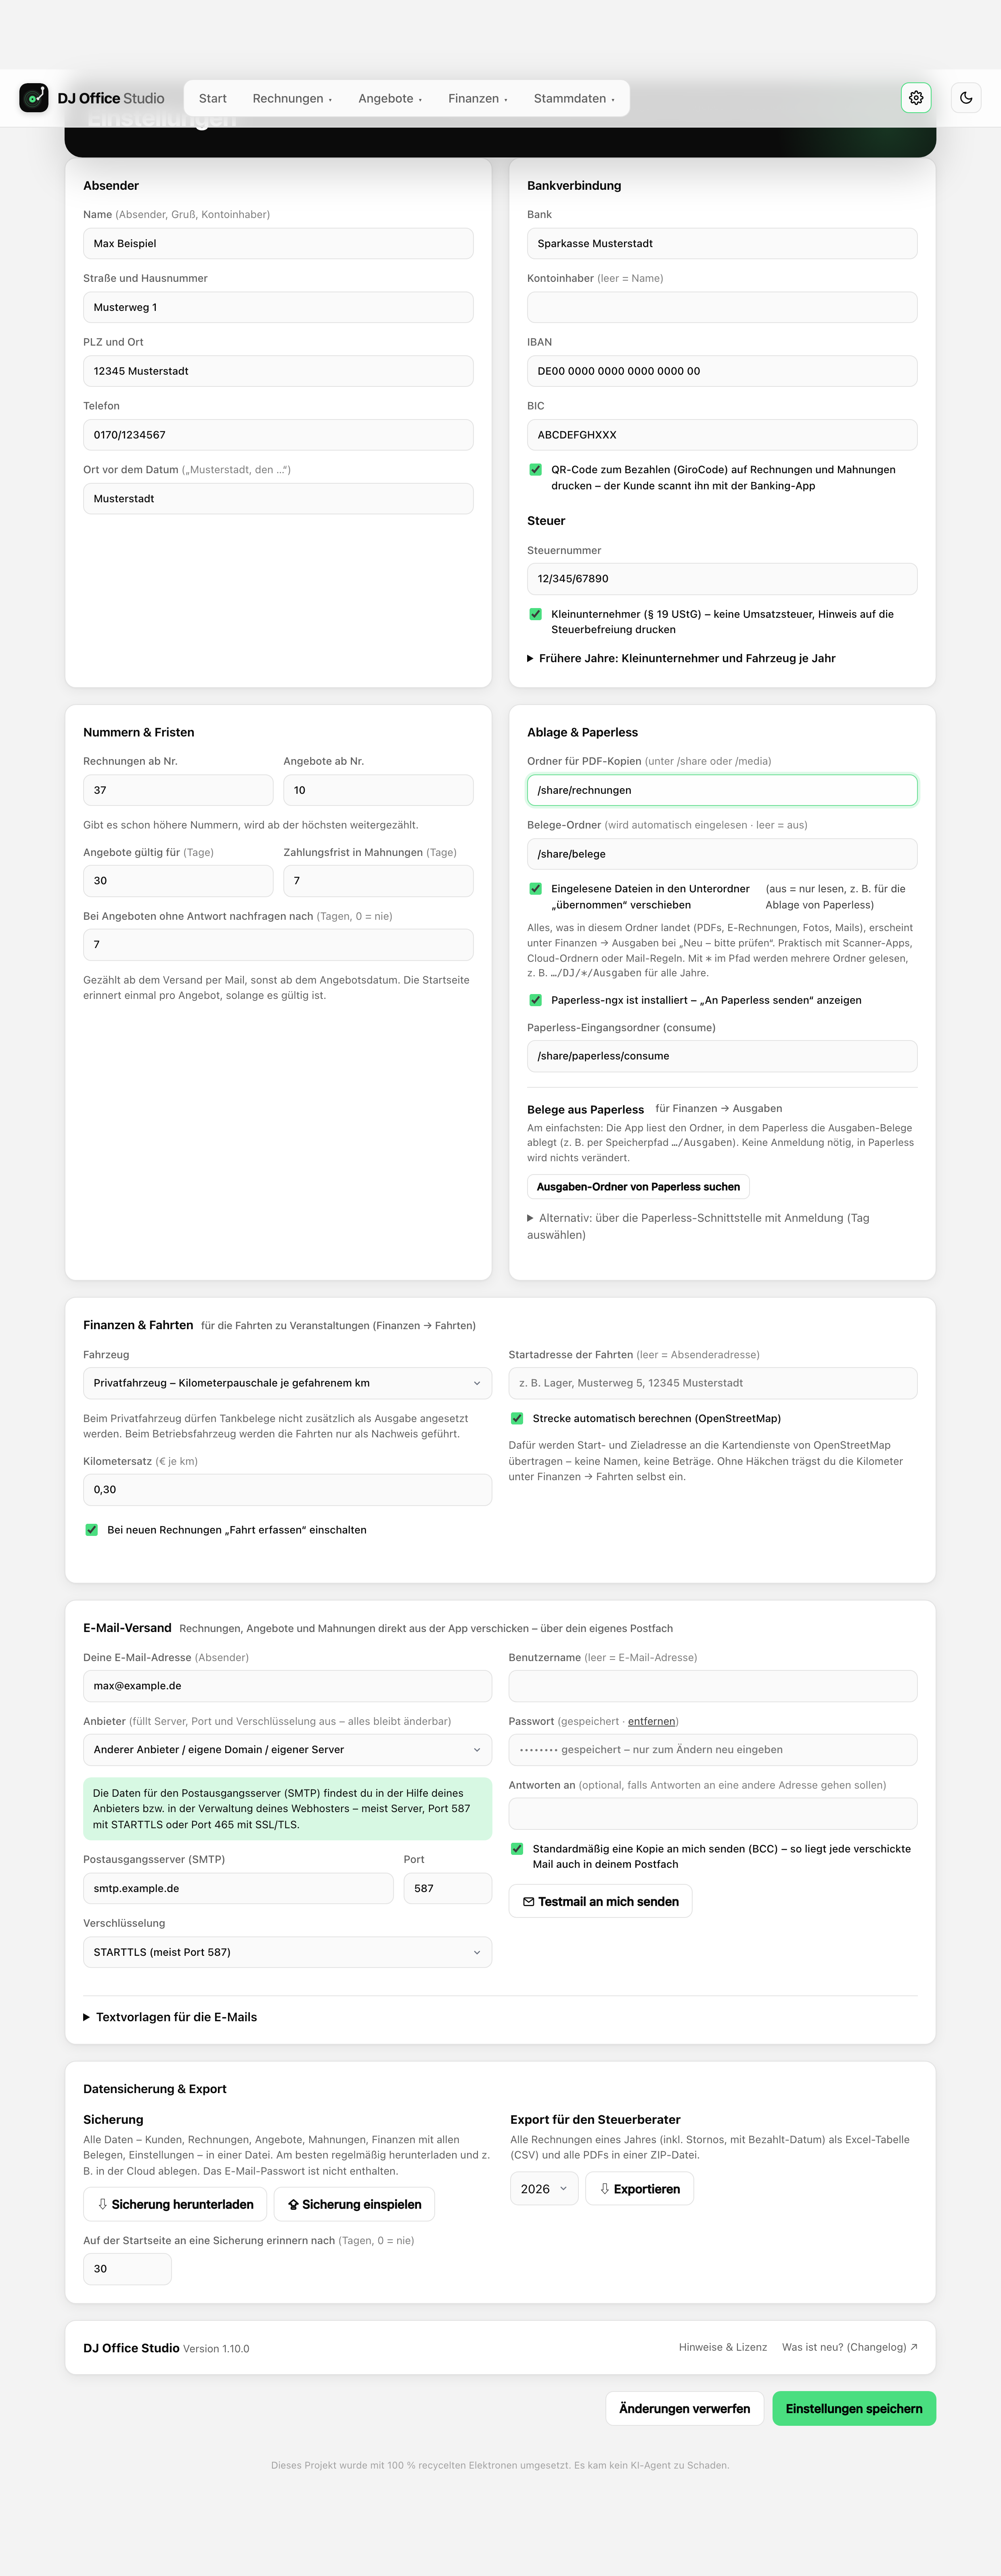 DJ Office Studio
Start
Rechnungen
Angebote
Finanzen
Stammdaten
Einstellungen
Absender
Name (Absender, Gruß, Kontoinhaber)
Max Beispiel
Straße und Hausnummer
Musterweg 1
PLZ und Ort
12345 Musterstadt
Telefon
0170/1234567
Ort vor dem Datum („Musterstadt, den …“)
Musterstadt
Bankverbindung
Bank
Sparkasse Musterstadt
Kontoinhaber (leer = Name)
IBAN
DE00 0000 0000 0000 0000 00
BIC
ABCDEFGHXXX
QR-Code zum Bezahlen (GiroCode) auf Rechnungen und Mahnungen
drucken – der Kunde scannt ihn mit der Banking-App
Steuer
Steuernummer
12/345/67890
Kleinunternehmer (§ 19 UStG) – keine Umsatzsteuer, Hinweis auf die
Steuerbefreiung drucken
Frühere Jahre: Kleinunternehmer und Fahrzeug je Jahr
Nummern & Fristen
Rechnungen ab Nr.
Angebote ab Nr.
37
10
Gibt es schon höhere Nummern, wird ab der höchsten weitergezählt.
Angebote gültig für (Tage)
Zahlungsfrist in Mahnungen (Tage)
30
7
Bei Angeboten ohne Antwort nachfragen nach (Tagen, 0 = nie)
7
Gezählt ab dem Versand per Mail, sonst ab dem Angebotsdatum. Die Startseite
erinnert einmal pro Angebot, solange es gültig ist.
Ablage & Paperless
Ordner für PDF-Kopien (unter /share oder /media)
/share/rechnungen
Belege-Ordner (wird automatisch eingelesen · leer = aus)
/share/belege
Eingelesene Dateien in den Unterordner
„übernommen“ verschieben
(aus = nur lesen, z. B. für die
Ablage von Paperless)
Alles, was in diesem Ordner landet (PDFs, E-Rechnungen, Fotos, Mails), erscheint
unter Finanzen → Ausgaben bei „Neu – bitte prüfen“. Praktisch mit Scanner-Apps,
Cloud-Ordnern oder Mail-Regeln. Mit * im Pfad werden mehrere Ordner gelesen,
z. B. …/DJ/*/Ausgaben für alle Jahre.
Paperless-ngx ist installiert – „An Paperless senden“ anzeigen
Paperless-Eingangsordner (consume)
/share/paperless/consume
Belege aus Paperless für Finanzen → Ausgaben
Am einfachsten: Die App liest den Ordner, in dem Paperless die Ausgaben-Belege
ablegt (z. B. per Speicherpfad …/Ausgaben). Keine Anmeldung nötig, in Paperless
wird nichts verändert.
Ausgaben-Ordner von Paperless suchen
Alternativ: über die Paperless-Schnittstelle mit Anmeldung (Tag
auswählen)
Finanzen & Fahrten für die Fahrten zu Veranstaltungen (Finanzen → Fahrten)
Fahrzeug
Privatfahrzeug – Kilometerpauschale je gefahrenem km
Beim Privatfahrzeug dürfen Tankbelege nicht zusätzlich als Ausgabe angesetzt
werden. Beim Betriebsfahrzeug werden die Fahrten nur als Nachweis geführt.
Kilometersatz (€ je km)
0,30
Bei neuen Rechnungen „Fahrt erfassen“ einschalten
Startadresse der Fahrten (leer = Absenderadresse)
z. B. Lager, Musterweg 5, 12345 Musterstadt
Strecke automatisch berechnen (OpenStreetMap)
Dafür werden Start- und Zieladresse an die Kartendienste von OpenStreetMap
übertragen – keine Namen, keine Beträge. Ohne Häkchen trägst du die Kilometer
unter Finanzen → Fahrten selbst ein.
E-Mail-Versand Rechnungen, Angebote und Mahnungen direkt aus der App verschicken – über dein eigenes Postfach
Deine E-Mail-Adresse (Absender)
max@example.de
Anbieter (füllt Server, Port und Verschlüsselung aus – alles bleibt änderbar)
Anderer Anbieter / eigene Domain / eigener Server
Die Daten für den Postausgangsserver (SMTP) findest du in der Hilfe deines
Anbieters bzw. in der Verwaltung deines Webhosters – meist Server, Port 587
mit STARTTLS oder Port 465 mit SSL/TLS.
Postausgangsserver (SMTP)
Port
smtp.example.de
587
Verschlüsselung
STARTTLS (meist Port 587)
Benutzername (leer = E-Mail-Adresse)
Passwort (gespeichert · entfernen)
•••••••• gespeichert – nur zum Ändern neu eingeben
Antworten an (optional, falls Antworten an eine andere Adresse gehen sollen)
Standardmäßig eine Kopie an mich senden (BCC) – so liegt jede verschickte
Mail auch in deinem Postfach
Testmail an mich senden
Textvorlagen für die E-Mails
Datensicherung & Export
Sicherung
Alle Daten – Kunden, Rechnungen, Angebote, Mahnungen, Finanzen mit allen
Belegen, Einstellungen – in einer Datei. Am besten regelmäßig herunterladen und z.
B. in der Cloud ablegen. Das E-Mail-Passwort ist nicht enthalten.
Sicherung herunterladen
Sicherung einspielen
Auf der Startseite an eine Sicherung erinnern nach (Tagen, 0 = nie)
30
Export für den Steuerberater
Alle Rechnungen eines Jahres (inkl. Stornos, mit Bezahlt-Datum) als Excel-Tabelle
(CSV) und alle PDFs in einer ZIP-Datei.
2026
Exportieren
DJ Office Studio Version 1.10.0
Hinweise & Lizenz
Was ist neu? (Changelog) ↗
Änderungen verwerfen
Einstellungen speichern
Dieses Projekt wurde mit 100 % recycelten Elektronen umgesetzt. Es kam kein KI-Agent zu Schaden.